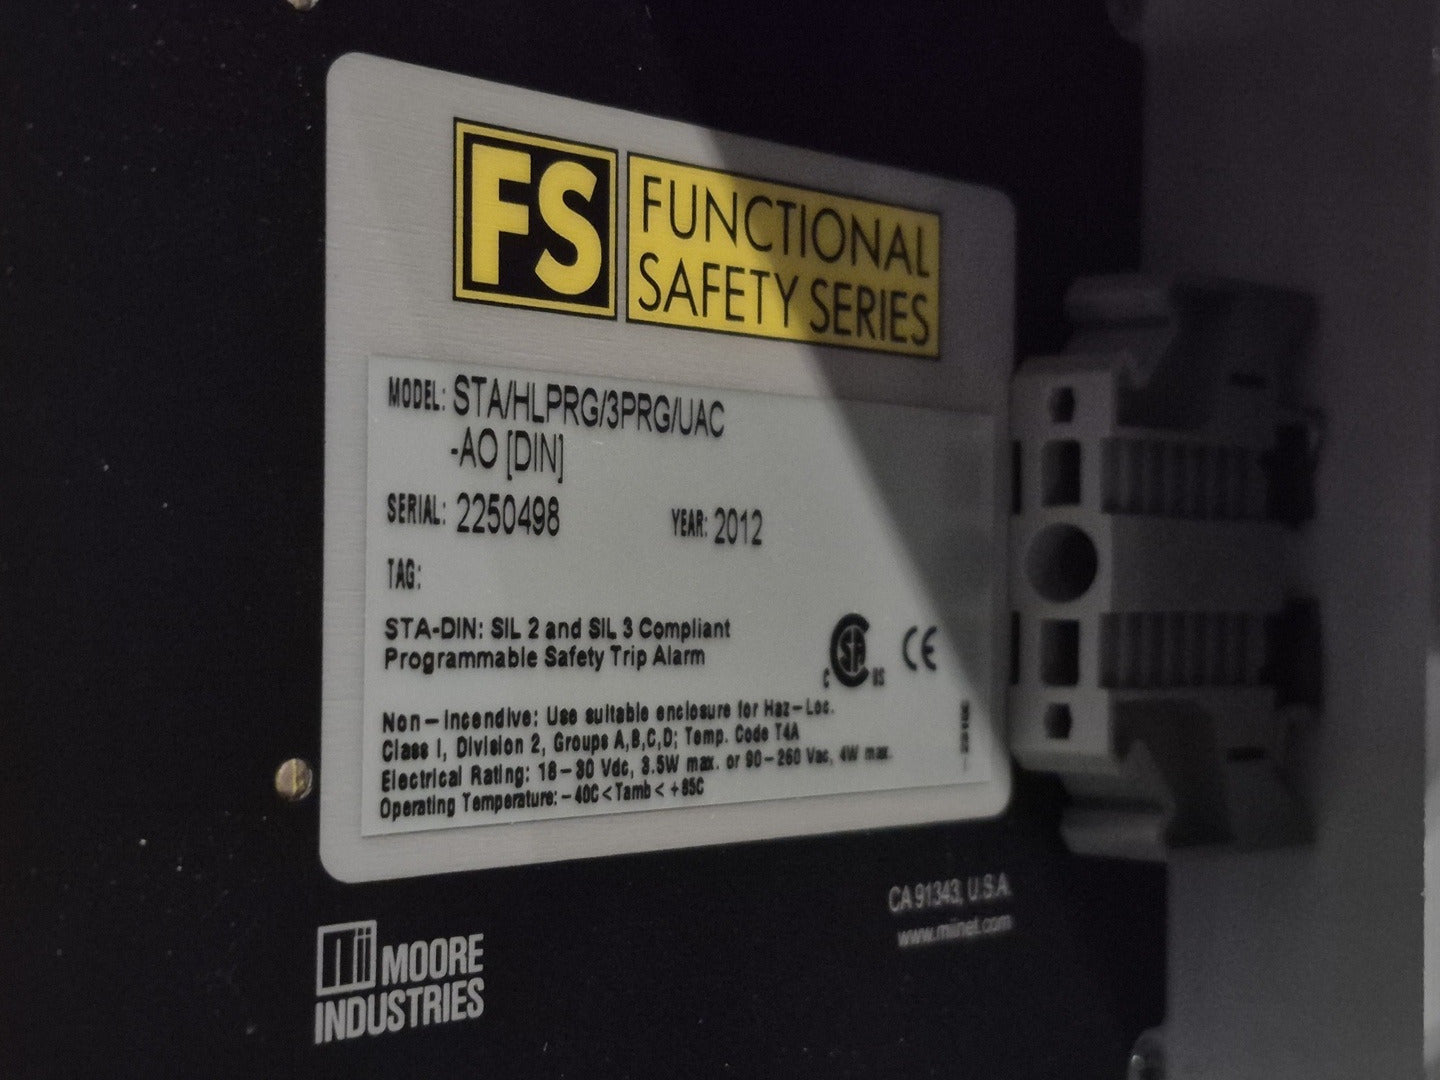 FS
FUNCTIONAL
SAFETY SERIES
MODEL: STA/HLPRG/3PRG/UAC
-AO [DIN]
SERIAL: 2250498 YEAR: 2012
TAG:
STA-DIN: SIL 2 and SIL 3 Compliant
Programmable Safety Trip Alarm
C SA US CE
Non-Incendive: Use suitable enclosure for Haz-Loc.
Class I, Division 2, Groups A,B,C,D; Temp. Code T4A
Electrical Rating: 18-30 Vdc, 3.5W max. or 90-260 Vac, 4W max.
Operating Temperature: -40C<Tamb< +85C
CA 91343, U.S.A.
www.miinet.com
MOORE
INDUSTRIES